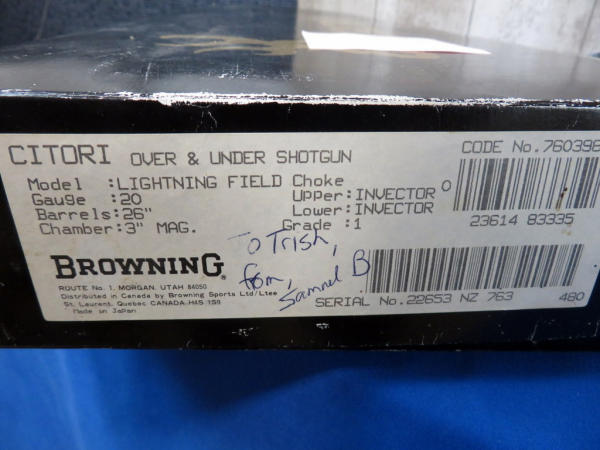 CITORI OVER & UNDER SHOTGUN
CODE No. 760398
Model :LIGHTNING FIELD Choke
Gauge :20 Upper:INVECTOR
Barrels:26" Lower:INVECTOR
Chamber:3" MAG. Grade :1
23614 83335
To Trish,
from,
Samuel B
BROWNING®
ROUTE No. 1, MORGAN, UTAH 84050
Distributed in Canada by Browning Sports Ltd/Ltee
St. Laurent, Quebec CANADA H4S 1S9
Made in Japan
SERIAL No. 22653 NZ 763 480